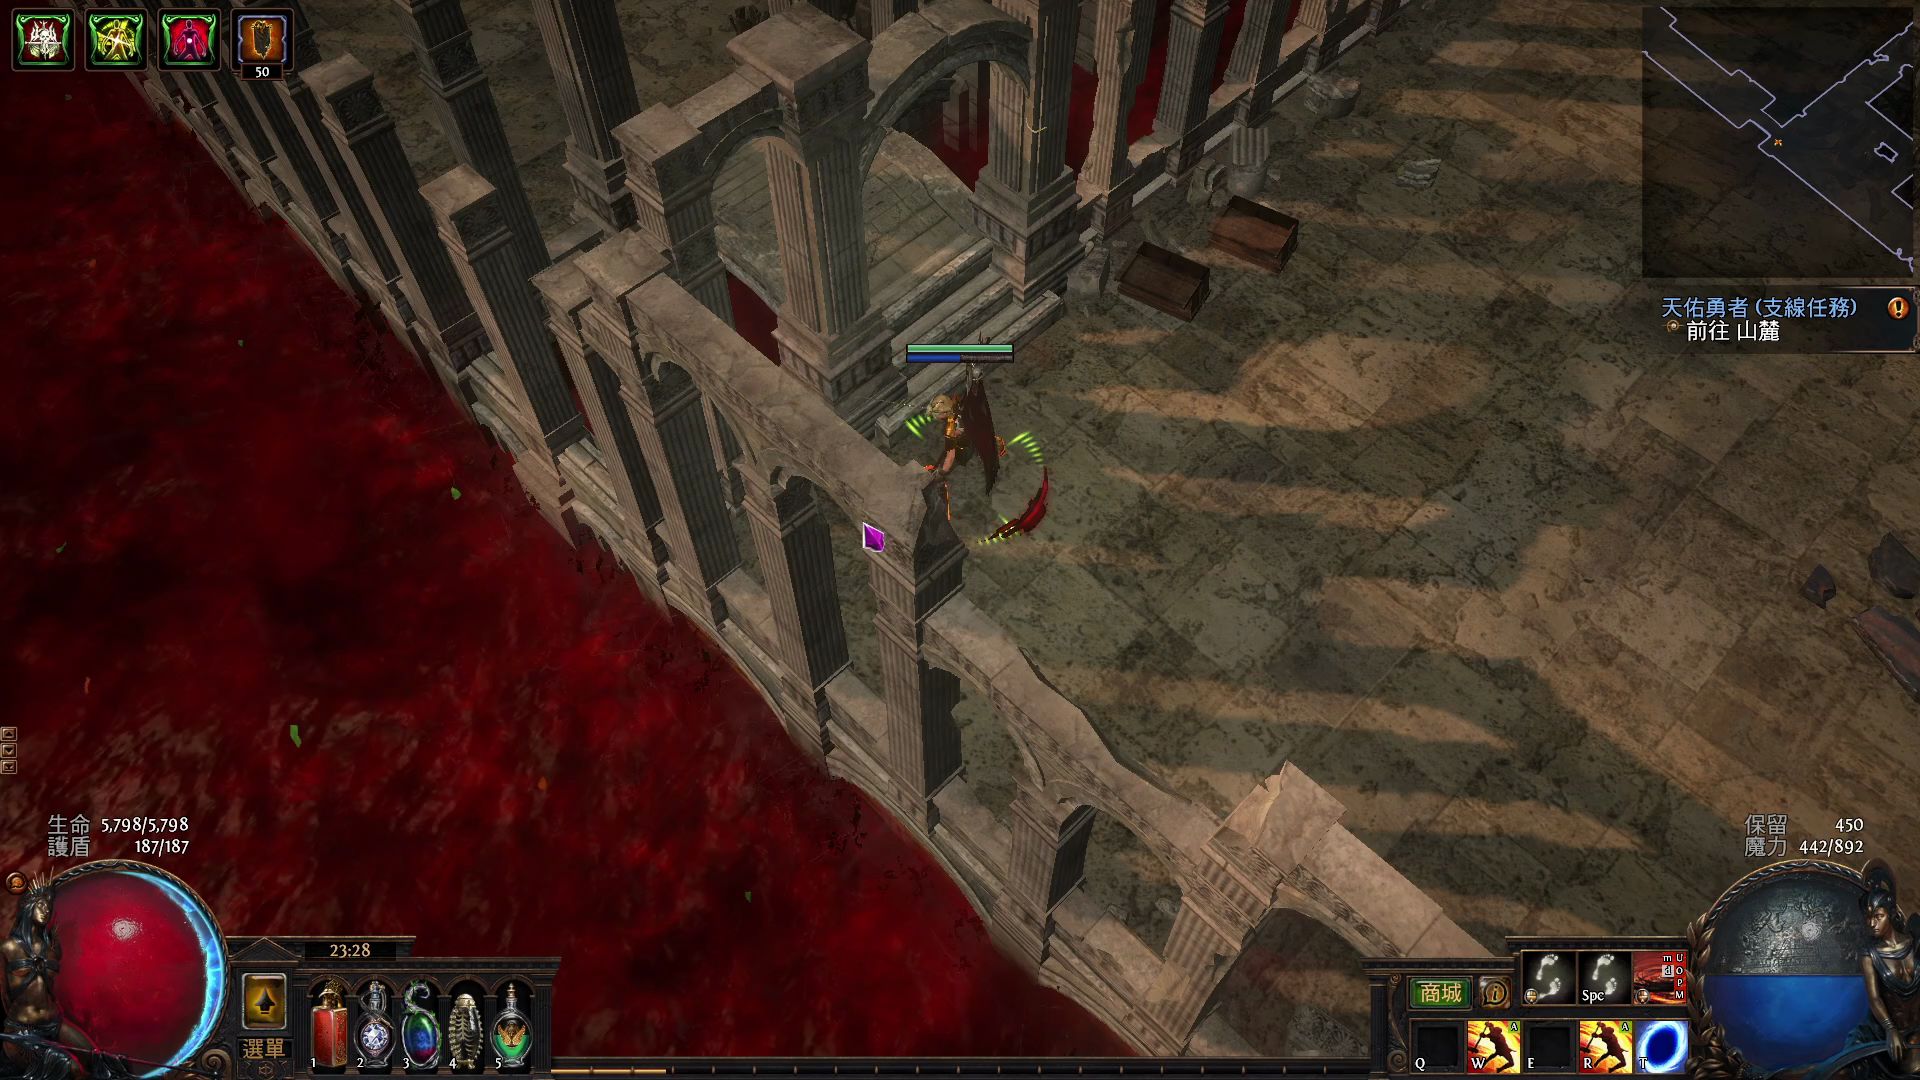 50
天佑勇者 (支線任務)
前往 山麓
生命 5,798/5,798
護盾 187/187
保留 450
魔力 442/892
23:28
選單
1 2 3 4 5
商城
Spc
m U
d O
P
M
Q W A E R A T